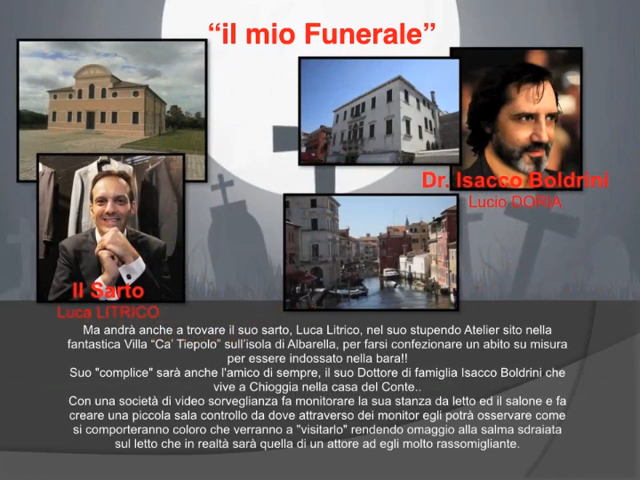 “il mio Funerale”
Dr. Isacco Boldrini
Lucio DORIA
Il Sarto
Luca LITRICO
Ma andrà anche a trovare il suo sarto, Luca Litrico, nel suo stupendo Atelier sito nella
fantastica Villa “Ca’ Tiepolo” sull’isola di Albarella, per farsi confezionare un abito su misura
per essere indossato nella bara!!
Suo "complice" sarà anche l'amico di sempre, il suo Dottore di famiglia Isacco Boldrini che
vive a Chioggia nella casa del Conte..
Con una società di video sorveglianza fa monitorare la sua stanza da letto ed il salone e fa
creare una piccola sala controllo da dove attraverso dei monitor egli potrà osservare come
si comporteranno coloro che verranno a "visitarlo" rendendo omaggio alla salma sdraiata
sul letto che in realtà sarà quella di un attore ad egli molto rassomigliante.